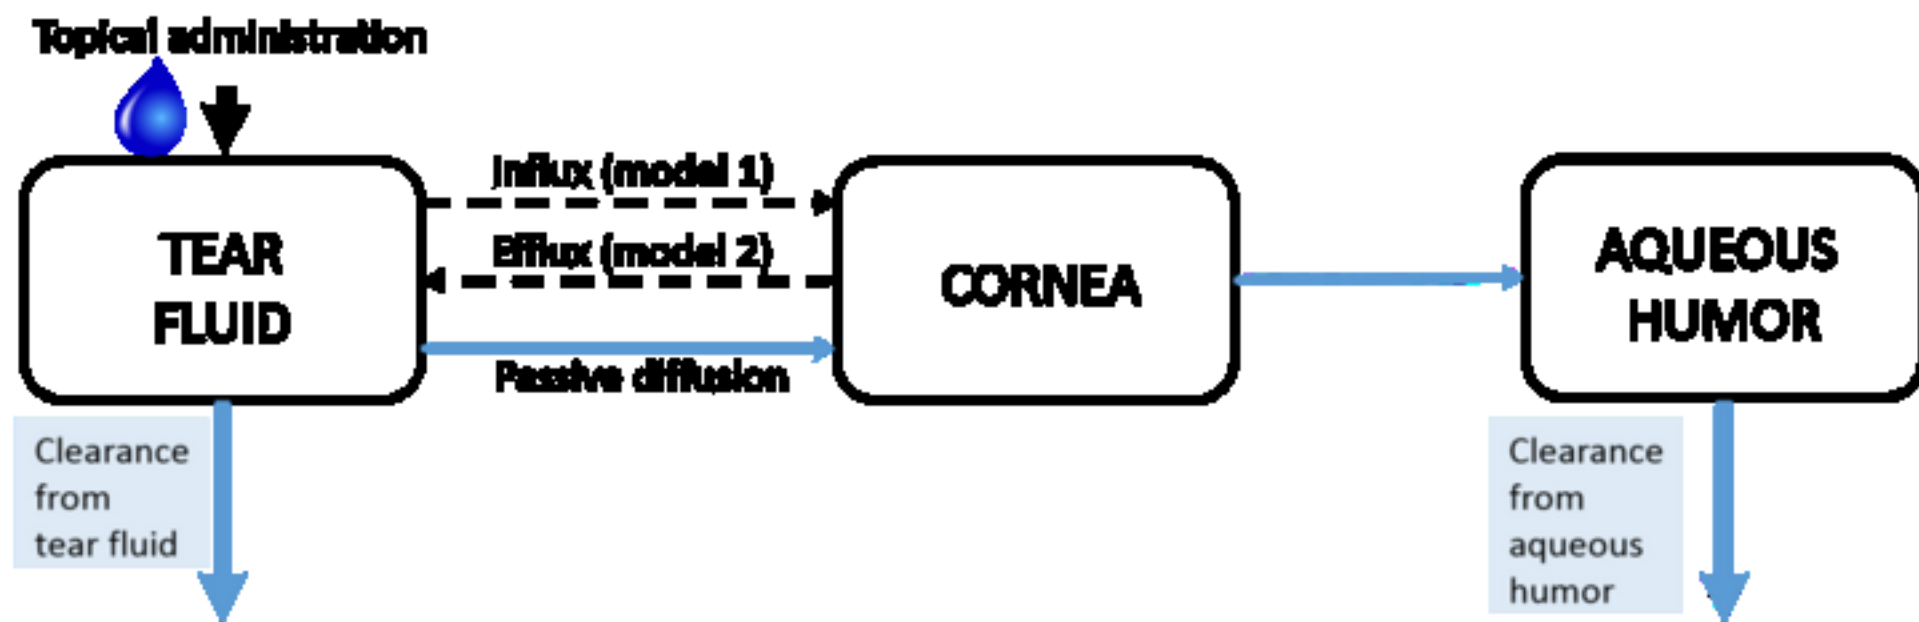 Topical administration
Influx (model 1)
TEAR
FLUID
Efflux (model 2)
CORNEA
AQUEOUS
HUMOR
Passive diffusion
Clearance
from
tear fluid
Clearance
from
aqueous
humor